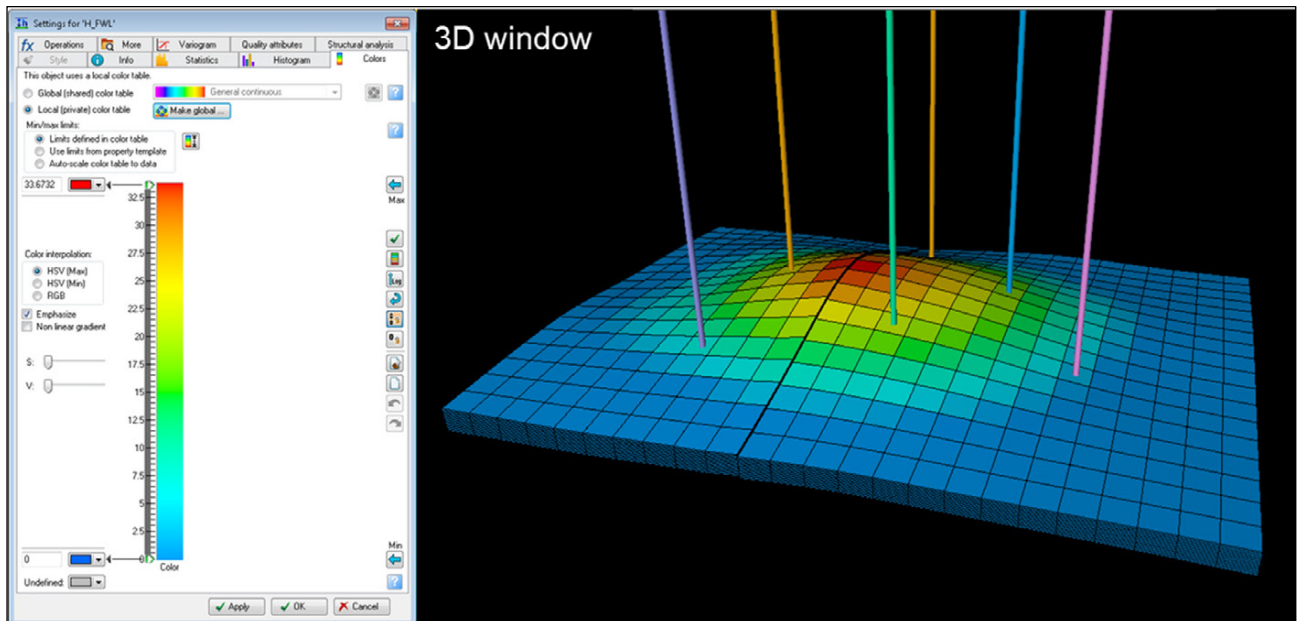 Settings for 'H_FWL'
3D window
Operations More Variogram Quality attributes Structural analysis
Style Info Statistics Histogram Colors
This object uses a local color table.
Global (shared) color table General continuous
Local (private) color table Make global ...
Min/max limits:
Limits defined in color table
Use limits from property template
Auto-scale color table to data
33.6732
Max
32.5
30
27.5
Color interpolation:
HSV (Max)
25
HSV (Min)
RGB
Log
22.5
Emphasize
Non linear gradient
20
S:
17.5
V:
15
12.5
10
7.5
5
2.5
Min
0
0
Color
Undefined:
Apply OK Cancel